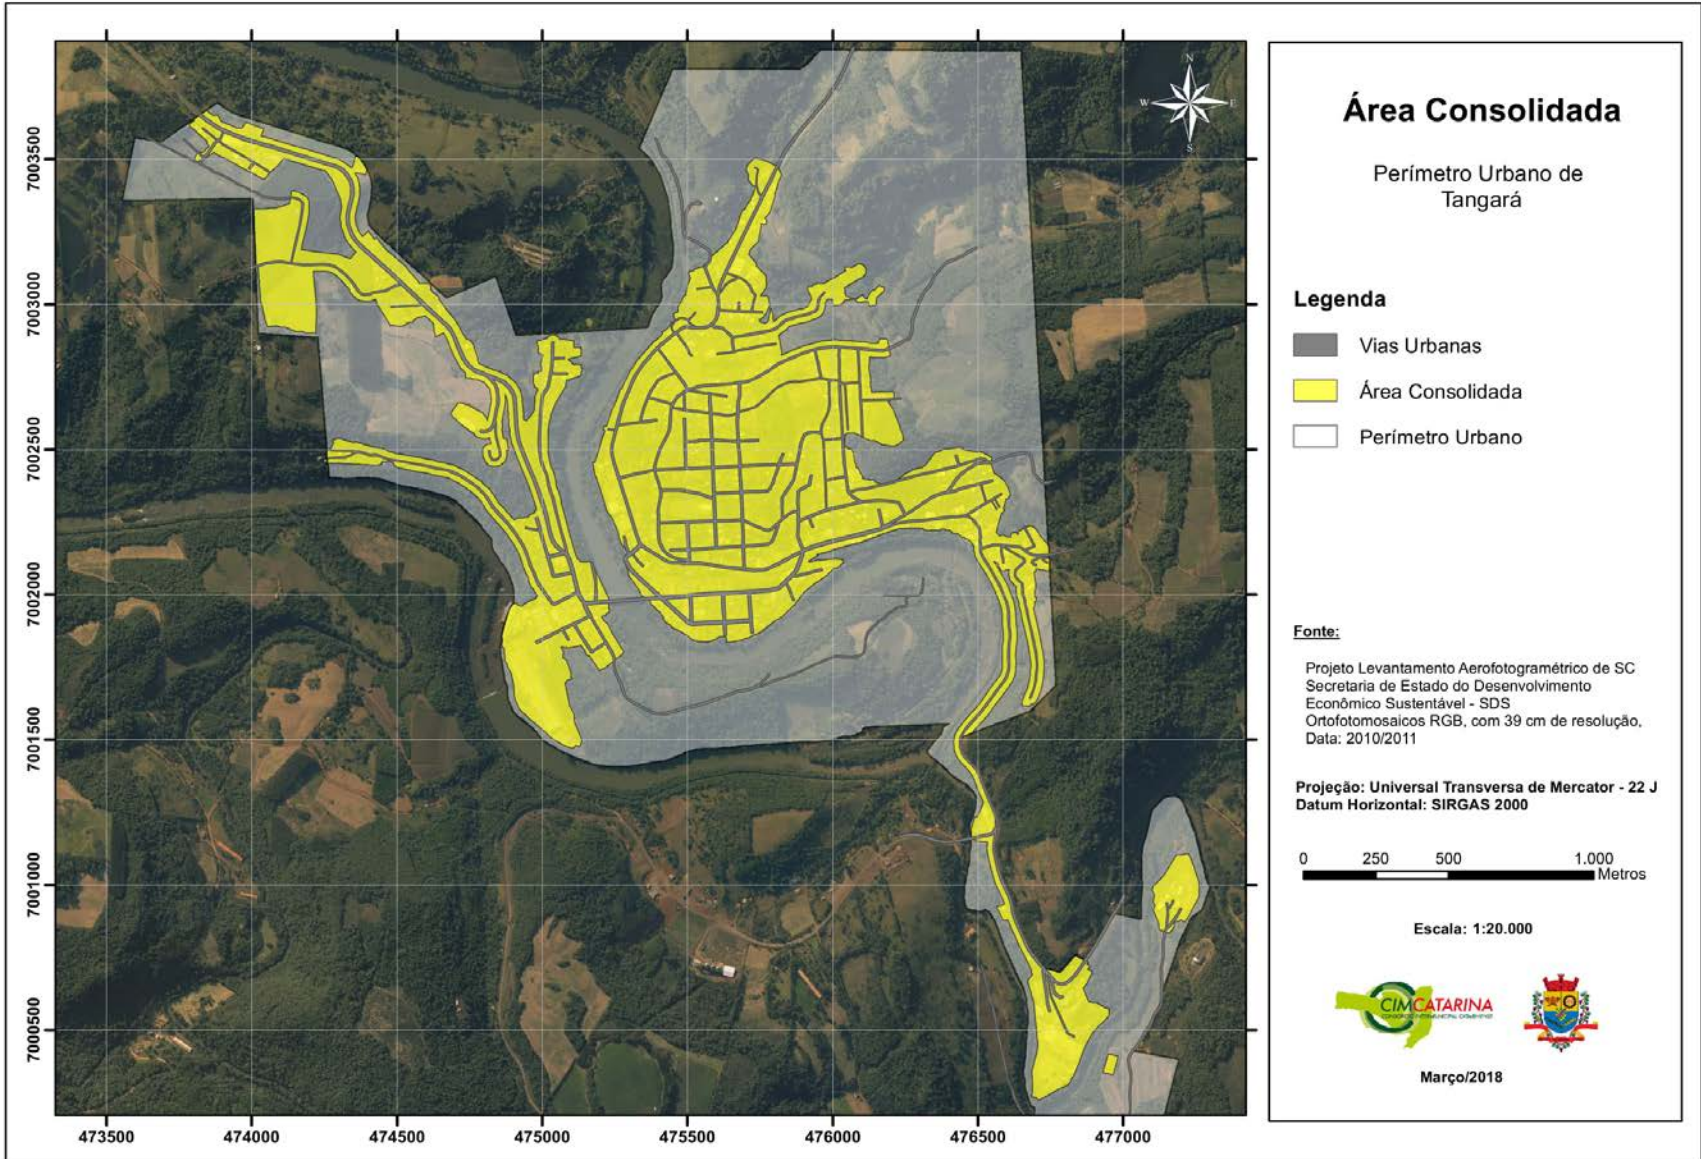 Área Consolidada
Perímetro Urbano de
Tangará
Legenda
Vias Urbanas
Área Consolidada
Perímetro Urbano
Fonte:
Projeto Levantamento Aerofotogramétrico de SC
Secretaria de Estado do Desenvolvimento
Econômico Sustentável - SDS
Ortofotomosaicos RGB, com 39 cm de resolução,
Data: 2010/2011
Projeção: Universal Transversa de Mercator - 22 J
Datum Horizontal: SIRGAS 2000
0 250 500 1.000
Metros
Escala: 1:20.000
CIMCATARINA
Março/2018
N
W E
S
7003500
7003000
7002500
7002000
7001500
7001000
7000500
473500 474000 474500 475000 475500 476000 476500 477000